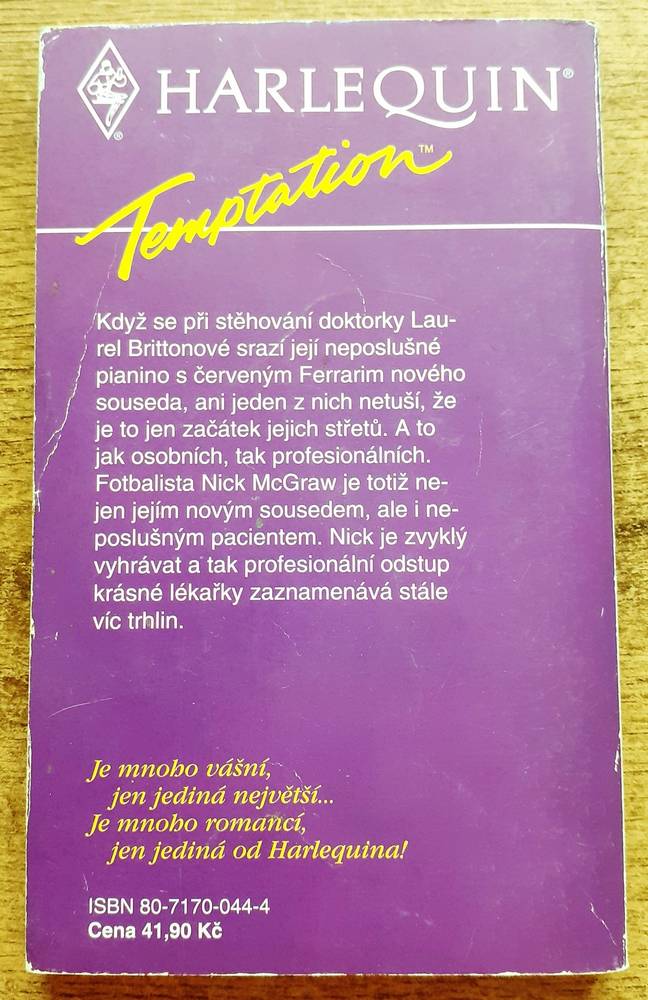 HARLEQUIN®
®
Temptation™
Když se při stěhování doktorky Lau-
rel Brittonové srazí její neposlušné
pianino s červeným Ferrarim nového
souseda, ani jeden z nich netuší, že
je to jen začátek jejich střetů. A to
jak osobních, tak profesionálních.
Fotbalista Nick McGraw je totiž ne-
jen jejím novým sousedem, ale i ne-
poslušným pacientem. Nick je zvyklý
vyhrávat a tak profesionální odstup
krásné lékařky zaznamenává stále
víc trhlin.
Je mnoho vášní,
jen jediná největší...
Je mnoho romancí,
jen jediná od Harlequina!
ISBN 80-7170-044-4
Cena 41,90 Kč